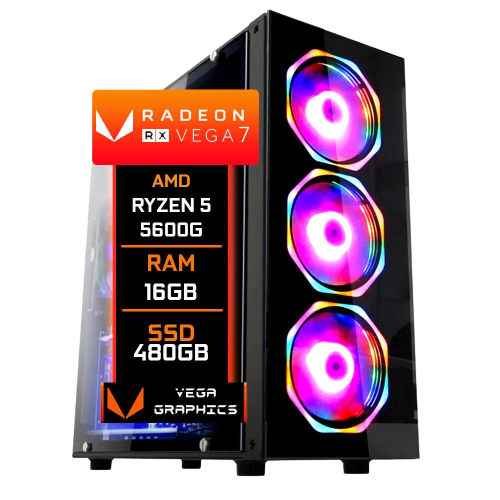 RADEON
RX VEGA 7
AMD
RYZEN 5
5600G
RAM
16GB
SSD
480GB
VEGA
GRAPHICS